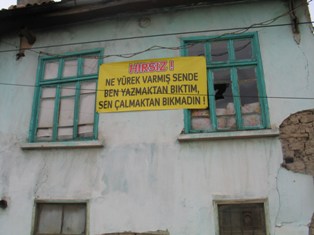 HIRSIZ !
NE YÜREK VARMIŞ SENDE
BEN YAZMAKTAN BIKTIM,
SEN ÇALMAKTAN BIKMADIN !